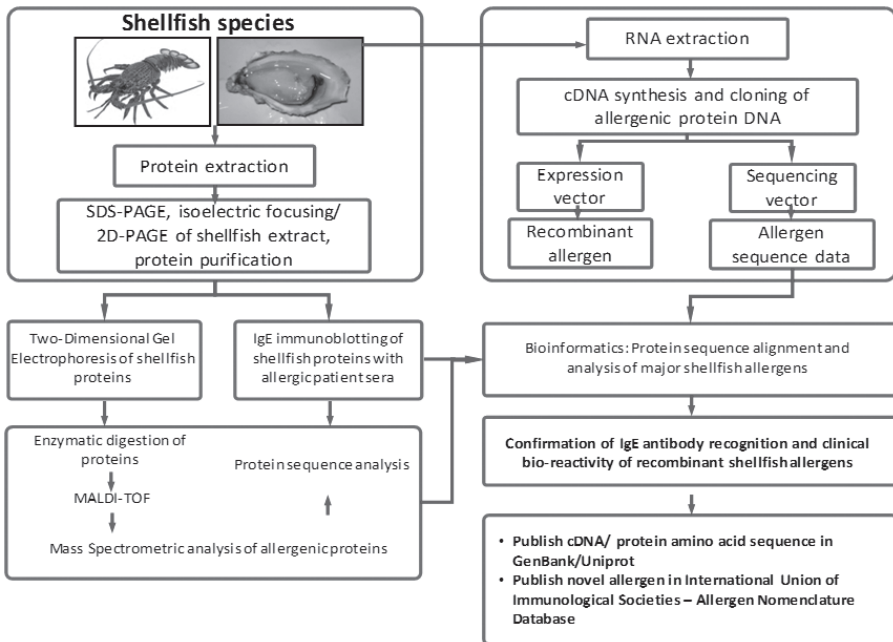 Shellfish species
Protein extraction
SDS-PAGE, isoelectric focusing/
2D-PAGE of shellfish extract,
protein purification
RNA extraction
cDNA synthesis and cloning of
allergenic protein DNA
Expression
vector
Sequencing
vector
Recombinant
allergen
Allergen
sequence data
Two-Dimensional Gel
Electrophoresis of shellfish
proteins
IgE immunoblotting of
shellfish proteins with
allergic patient sera
Bioinformatics: Protein sequence alignment and
analysis of major shellfish allergens
Enzymatic digestion of
proteins
MALDI-TOF
Protein sequence analysis
Mass Spectrometric analysis of allergenic proteins
Confirmation of IgE antibody recognition and clinical
bio-reactivity of recombinant shellfish allergens
• Publish cDNA/ protein amino acid sequence in
GenBank/Uniprot
• Publish novel allergen in International Union of
Immunological Societies – Allergen Nomenclature
Database